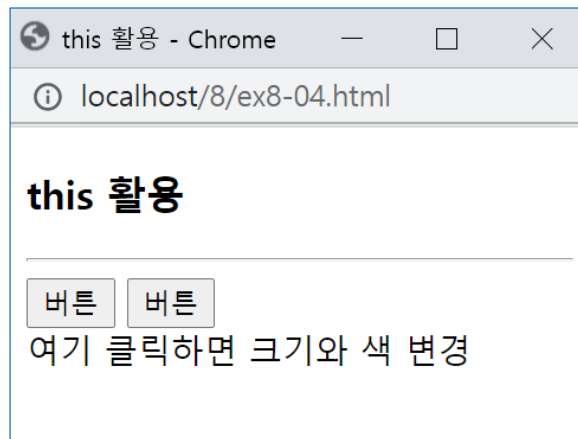 this 활용 - Chrome
localhost/8/ex8-04.html
this 활용
버튼 버튼
여기 클릭하면 크기와 색 변경